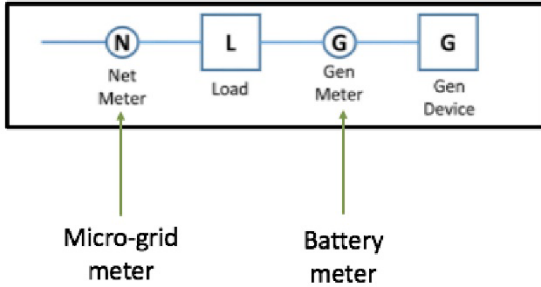 N L G G
Net
Meter
Load
Gen
Meter
Gen
Device
Micro-grid
meter
Battery
meter